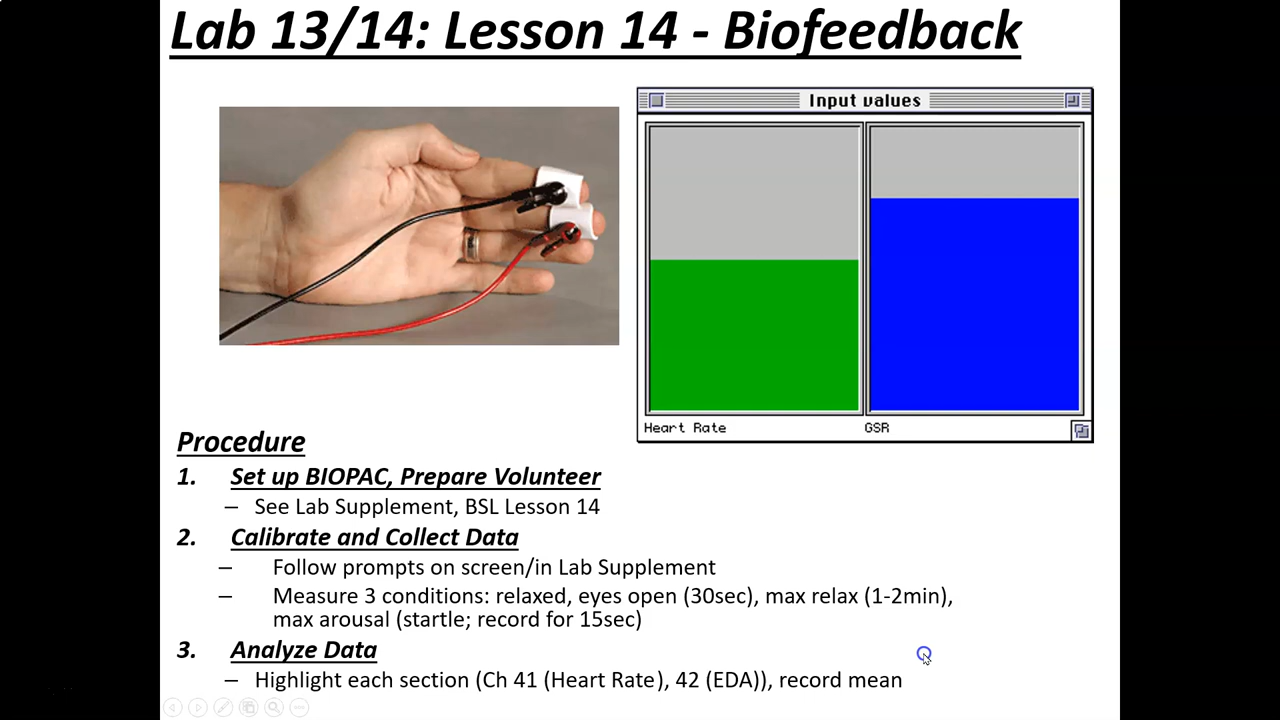 Lab 13/14: Lesson 14 - Biofeedback
Input values
Heart Rate
GSR
Procedure
1. Set up BIOPAC, Prepare Volunteer
– See Lab Supplement, BSL Lesson 14
2. Calibrate and Collect Data
– Follow prompts on screen/in Lab Supplement
– Measure 3 conditions: relaxed, eyes open (30sec), max relax (1-2min),
max arousal (startle; record for 15sec)
3. Analyze Data
– Highlight each section (Ch 41 (Heart Rate), 42 (EDA)), record mean